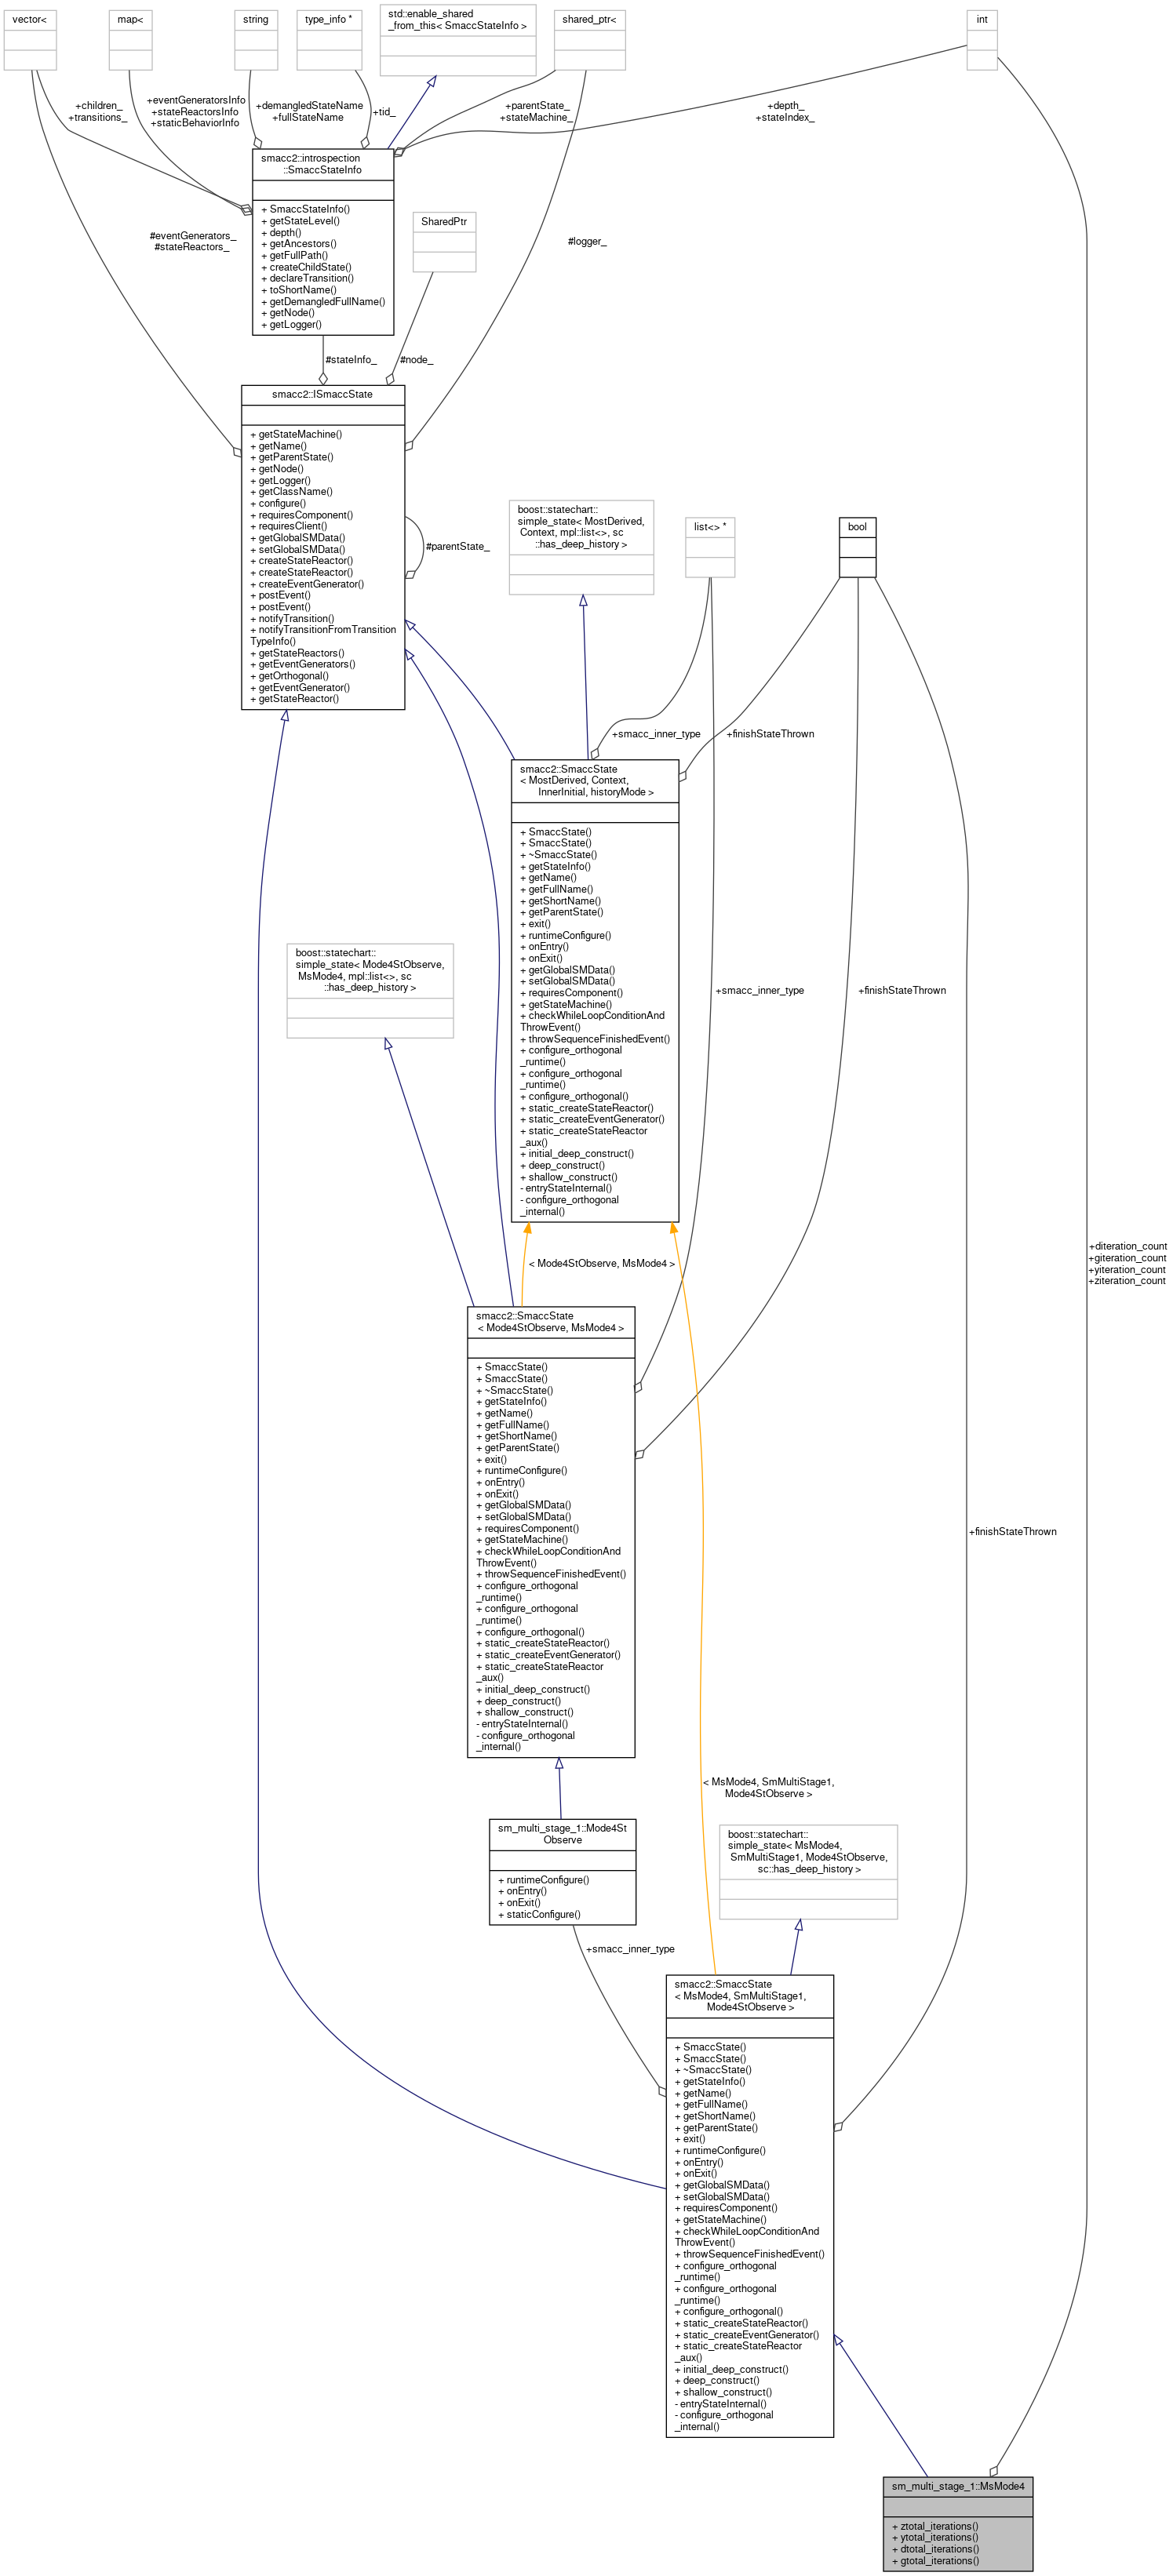 vector<
map<
string
type_info *
std::enable_shared
_from_this< SmaccStateInfo >
shared_ptr<
int
+children_
+transitions_
+eventGeneratorsInfo
+stateReactorsInfo
+staticBehaviorInfo
+demangledStateName
+fullStateName
+tid_
+parentState_
+stateMachine_
+depth_
+stateIndex_
smacc2::introspection
::SmaccStateInfo
+ SmaccStateInfo()
+ getStateLevel()
+ depth()
+ getAncestors()
+ getFullPath()
+ createChildState()
+ declareTransition()
+ toShortName()
+ getDemangledFullName()
+ getNode()
+ getLogger()
SharedPtr
#eventGenerators_
#stateReactors_
#logger_
#stateInfo_
#node_
smacc2::ISmaccState
+ getStateMachine()
+ getName()
+ getParentState()
+ getNode()
+ getLogger()
+ getClassName()
+ configure()
+ requiresComponent()
+ requiresClient()
+ getGlobalSMData()
+ setGlobalSMData()
+ createStateReactor()
+ createStateReactor()
+ createEventGenerator()
+ postEvent()
+ postEvent()
+ notifyTransition()
+ notifyTransitionFromTransition
TypeInfo()
+ getStateReactors()
+ getEventGenerators()
+ getOrthogonal()
+ getEventGenerator()
+ getStateReactor()
#parentState_
boost::statechart::
simple_state< MostDerived,
Context, mpl::list<>, sc
::has_deep_history >
list<> *
bool
+smacc_inner_type
+finishStateThrown
smacc2::SmaccState
< MostDerived, Context,
InnerInitial, historyMode >
+ SmaccState()
+ SmaccState()
+ ~SmaccState()
+ getStateInfo()
+ getName()
+ getFullName()
+ getShortName()
+ getParentState()
+ exit()
+ runtimeConfigure()
+ onEntry()
+ onExit()
+ getGlobalSMData()
+ setGlobalSMData()
+ requiresComponent()
+ getStateMachine()
+ checkWhileLoopConditionAnd
ThrowEvent()
+ throwSequenceFinishedEvent()
+ configure_orthogonal
_runtime()
+ configure_orthogonal
_runtime()
+ configure_orthogonal()
+ static_createStateReactor()
+ static_createEventGenerator()
+ static_createStateReactor
_aux()
+ initial_deep_construct()
+ deep_construct()
+ shallow_construct()
- entryStateInternal()
- configure_orthogonal
_internal()
boost::statechart::
simple_state< Mode4StObserve,
MsMode4, mpl::list<>, sc
::has_deep_history >
+smacc_inner_type
+finishStateThrown
< Mode4StObserve, MsMode4 >
+diteration_count
+giteration_count
+yiteration_count
+ziteration_count
smacc2::SmaccState
< Mode4StObserve, MsMode4 >
+ SmaccState()
+ SmaccState()
+ ~SmaccState()
+ getStateInfo()
+ getName()
+ getFullName()
+ getShortName()
+ getParentState()
+ exit()
+ runtimeConfigure()
+ onEntry()
+ onExit()
+ getGlobalSMData()
+ setGlobalSMData()
+ requiresComponent()
+ getStateMachine()
+ checkWhileLoopConditionAnd
ThrowEvent()
+ throwSequenceFinishedEvent()
+ configure_orthogonal
_runtime()
+ configure_orthogonal
_runtime()
+ configure_orthogonal()
+ static_createStateReactor()
+ static_createEventGenerator()
+ static_createStateReactor
_aux()
+ initial_deep_construct()
+ deep_construct()
+ shallow_construct()
- entryStateInternal()
- configure_orthogonal
_internal()
+finishStateThrown
< MsMode4, SmMultiStage1,
Mode4StObserve >
sm_multi_stage_1::Mode4St
Observe
+ runtimeConfigure()
+ onEntry()
+ onExit()
+ staticConfigure()
boost::statechart::
simple_state< MsMode4,
SmMultiStage1, Mode4StObserve,
sc::has_deep_history >
+smacc_inner_type
smacc2::SmaccState
< MsMode4, SmMultiStage1,
Mode4StObserve >
+ SmaccState()
+ SmaccState()
+ ~SmaccState()
+ getStateInfo()
+ getName()
+ getFullName()
+ getShortName()
+ getParentState()
+ exit()
+ runtimeConfigure()
+ onEntry()
+ onExit()
+ getGlobalSMData()
+ setGlobalSMData()
+ requiresComponent()
+ getStateMachine()
+ checkWhileLoopConditionAnd
ThrowEvent()
+ throwSequenceFinishedEvent()
+ configure_orthogonal
_runtime()
+ configure_orthogonal
_runtime()
+ configure_orthogonal()
+ static_createStateReactor()
+ static_createEventGenerator()
+ static_createStateReactor
_aux()
+ initial_deep_construct()
+ deep_construct()
+ shallow_construct()
- entryStateInternal()
- configure_orthogonal
_internal()
sm_multi_stage_1::MsMode4
+ ztotal_iterations()
+ ytotal_iterations()
+ dtotal_iterations()
+ gtotal_iterations()